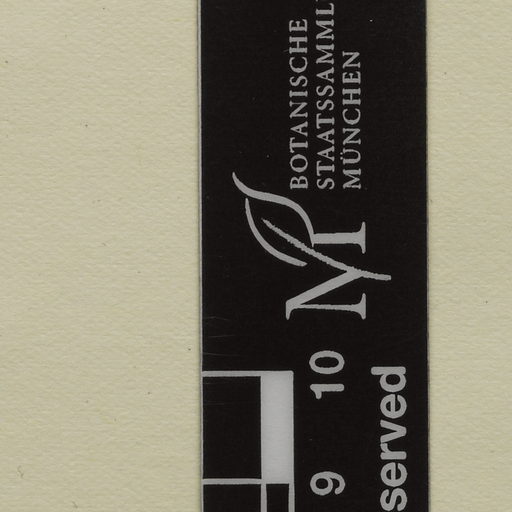 BOTANISCHE
STAATSSAMML
MÜNCHEN
M
9 10
served